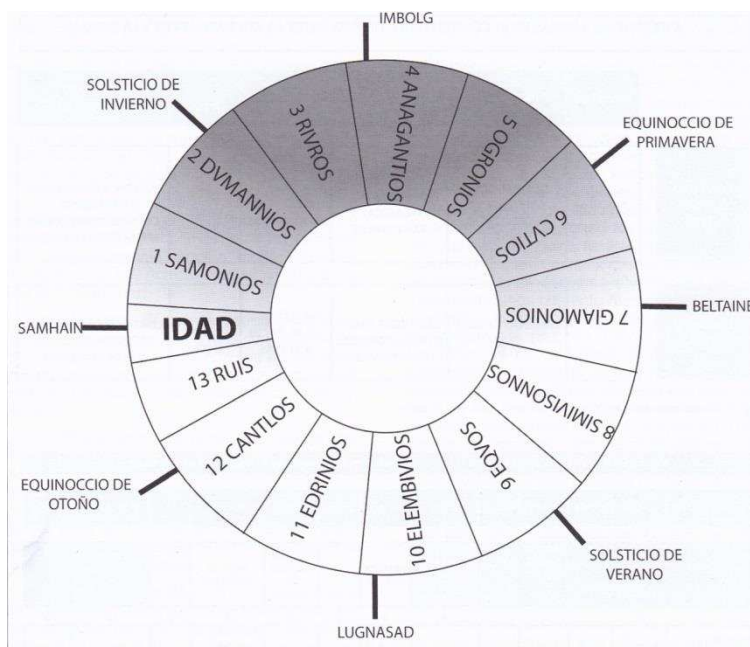 IMBOLG
SOLSTICIO DE
INVIERNO
EQUINOCCIO DE
PRIMAVERA
BELTAINE
SOLSTICIO DE
VERANO
LUGNASAD
EQUINOCCIO DE
OTOÑO
SAMHAIN
IDAD
1 SAMONIOS
2 DVMANNIOS
3 RIVROS
4 ANAGANTIOS
5 OGRONIOS
6 CVTIOS
7 GIAMONIOS
8 SIMIVISONNOS
9 EQVOS
10 ELEMBIVIOS
11 EDRINIOS
12 CANTLOS
13 RUIS